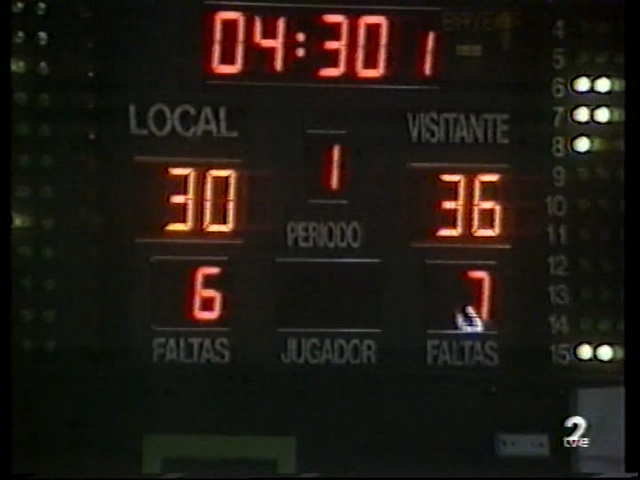 04:30 1
4
5
6
7
8
9
10
11
12
13
14
15
LOCAL
VISITANTE
30
1
36
PERIODO
6
7
FALTAS
JUGADOR
FALTAS
2
tve